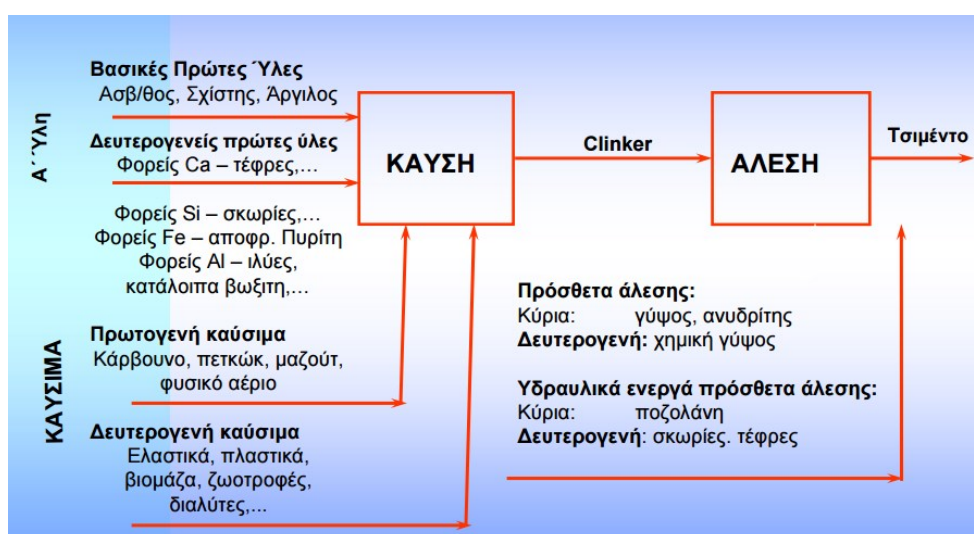 Α΄ Ύλη
Βασικές Πρώτες Ύλες
Ασβ/θος, Σχίστης, Άργιλος
Δευτερογενείς πρώτες ύλες
Φορείς Ca – τέφρες,...
Φορείς Si – σκωρίες,...
Φορείς Fe – αποφρ. Πυρίτη
Φορείς Al – ιλύες,
κατάλοιπα βωξιτη,...
ΚΑΥΣΙΜΑ
Πρωτογενή καύσιμα
Κάρβουνο, πετκώκ, μαζούτ,
φυσικό αέριο
Δευτερογενή καύσιμα
Ελαστικά, πλαστικά,
βιομάζα, ζωοτροφές,
διαλύτες,...
ΚΑΥΣΗ
Clinker
ΑΛΕΣΗ
Τσιμέντο
Πρόσθετα άλεσης:
Κύρια: γύψος, ανυδρίτης
Δευτερογενή: χημική γύψος
Υδραυλικά ενεργά πρόσθετα άλεσης:
Κύρια: ποζολάνη
Δευτερογενή: σκωρίες. τέφρες